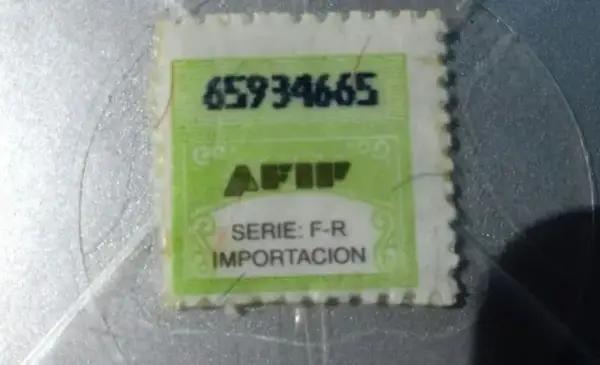 65934665
AFIP
SERIE: F-R
IMPORTACION